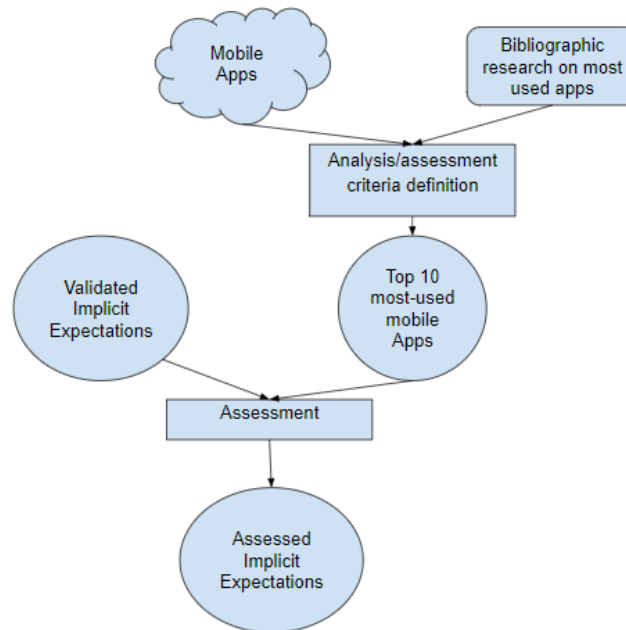 Mobile
Apps
Bibliographic
research on most
used apps
Analysis/assessment
criteria definition
Validated
Implicit
Expectations
Top 10
most-used
mobile
Apps
Assessment
Assessed
Implicit
Expectations